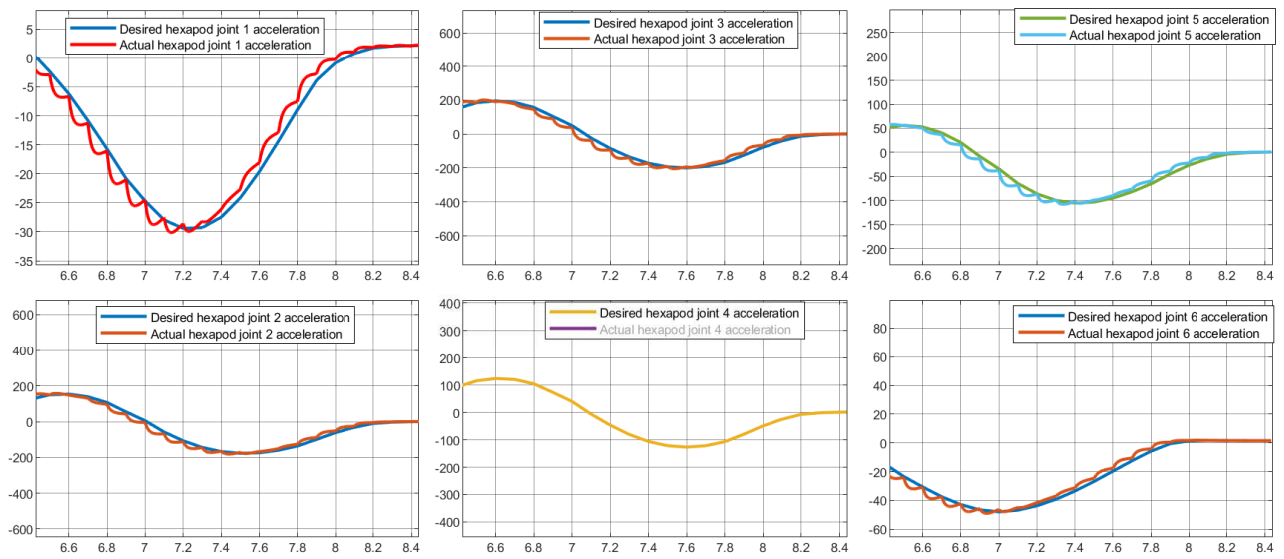 Desired hexapod joint 1 acceleration
Actual hexapod joint 1 acceleration
5
0
-5
-10
-15
-20
-25
-30
-35
6.6 6.8 7 7.2 7.4 7.6 7.8 8 8.2 8.4
Desired hexapod joint 3 acceleration
Actual hexapod joint 3 acceleration
600
400
200
0
-200
-400
-600
6.6 6.8 7 7.2 7.4 7.6 7.8 8 8.2 8.4
Desired hexapod joint 5 acceleration
Actual hexapod joint 5 acceleration
250
200
150
100
50
0
-50
-100
-150
-200
6.6 6.8 7 7.2 7.4 7.6 7.8 8 8.2 8.4
Desired hexapod joint 2 acceleration
Actual hexapod joint 2 acceleration
600
400
200
0
-200
-400
-600
6.6 6.8 7 7.2 7.4 7.6 7.8 8 8.2 8.4
Desired hexapod joint 4 acceleration
Actual hexapod joint 4 acceleration
400
300
200
100
0
-100
-200
-300
-400
6.6 6.8 7 7.2 7.4 7.6 7.8 8 8.2 8.4
Desired hexapod joint 6 acceleration
Actual hexapod joint 6 acceleration
80
60
40
20
0
-20
-40
-60
6.6 6.8 7 7.2 7.4 7.6 7.8 8 8.2 8.4